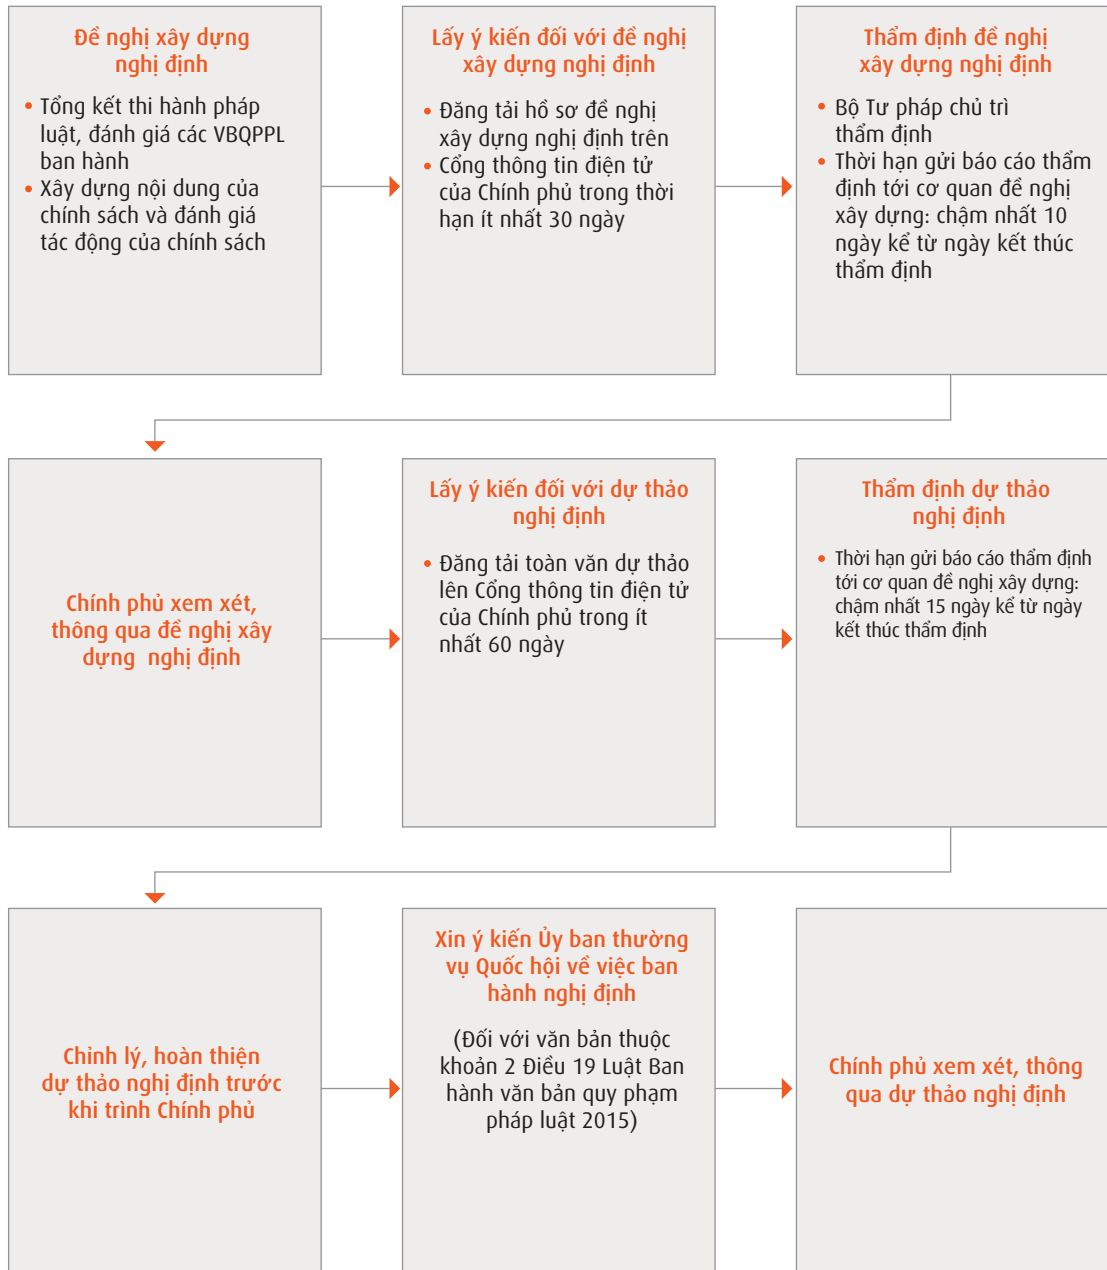 Đề nghị xây dựng
nghị định
• Tổng kết thi hành pháp
luật, đánh giá các VBQPPL
ban hành
• Xây dựng nội dung của
chính sách và đánh giá
tác động của chính sách
Lấy ý kiến đối với đề nghị
xây dựng nghị định
• Đăng tải hồ sơ đề nghị
xây dựng nghị định trên
• Cổng thông tin điện tử
của Chính phủ trong thời
hạn ít nhất 30 ngày
Thẩm định đề nghị
xây dựng nghị định
• Bộ Tư pháp chủ trì
thẩm định
• Thời hạn gửi báo cáo thẩm
định tới cơ quan đề nghị
xây dựng: chậm nhất 10
ngày kể từ ngày kết thúc
thẩm định
Chính phủ xem xét,
thông qua đề nghị xây
dựng nghị định
Lấy ý kiến đối với dự thảo
nghị định
• Đăng tải toàn văn dự thảo
lên Cổng thông tin điện tử
của Chính phủ trong ít
nhất 60 ngày
Thẩm định dự thảo
nghị định
• Thời hạn gửi báo cáo thẩm định
tới cơ quan đề nghị xây dựng:
chậm nhất 15 ngày kể từ ngày
kết thúc thẩm định
Chỉnh lý, hoàn thiện
dự thảo nghị định trước
khi trình Chính phủ
Xin ý kiến Ủy ban thường
vụ Quốc hội về việc ban
hành nghị định
(Đối với văn bản thuộc
khoản 2 Điều 19 Luật Ban
hành văn bản quy phạm
pháp luật 2015)
Chính phủ xem xét, thông
qua dự thảo nghị định